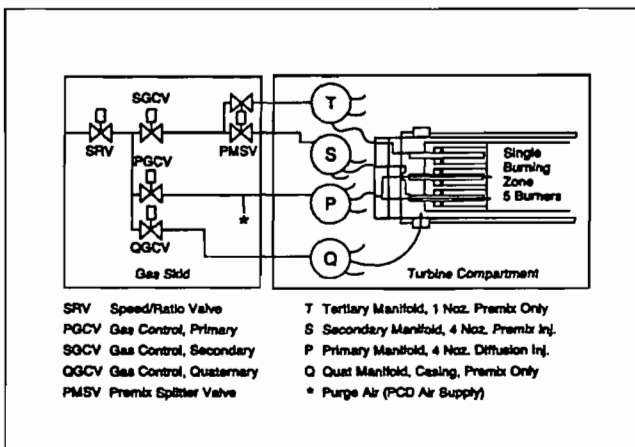 SGCV
SRV
PMSV
PGCV
*
QGCV
Gas Skid
T
S
P
Q
Single
Burning
Zone
5 Burners
Turbine Compartment
SRV Speed/Ratio Valve
PGCV Gas Control, Primary
SGCV Gas Control, Secondary
QGCV Gas Control, Quaternary
PMSV Premix Splitter Valve
T Tertiary Manifold, 1 Noz. Premix Only
S Secondary Manifold, 4 Noz. Premix Inj.
P Primary Manifold, 4 Noz. Diffusion Inj.
Q Quat Manifold, Casing, Premix Only
* Purge Air (PCD Air Supply)